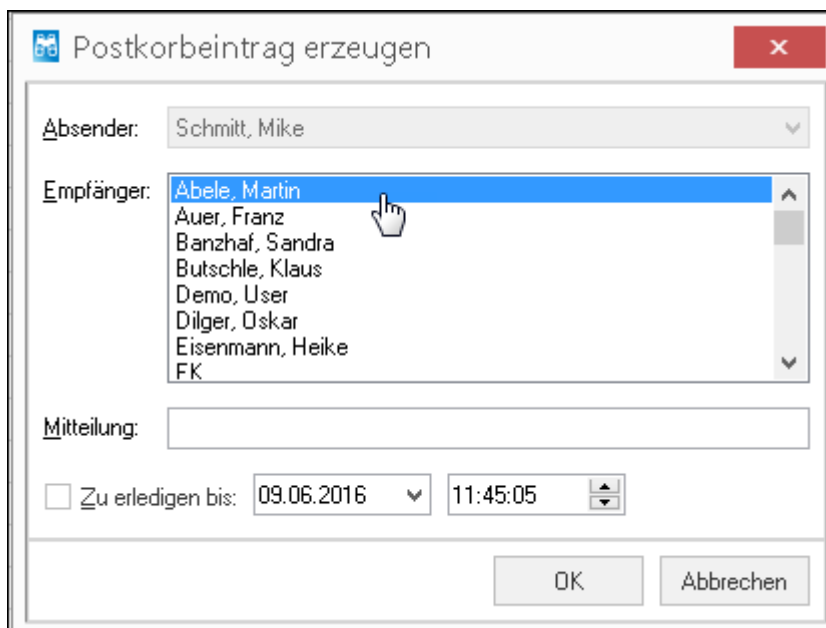 Postkorbeintrag erzeugen
Absender: Schmitt, Mike
Empfänger: Abele, Martin
Auer, Franz
Banzhaf, Sandra
Butschle, Klaus
Demo, User
Dilger, Oskar
Eisenmann, Heike
FK
Mitteilung:
Zu erledigen bis: 09.06.2016 11:45:05
OK Abbrechen